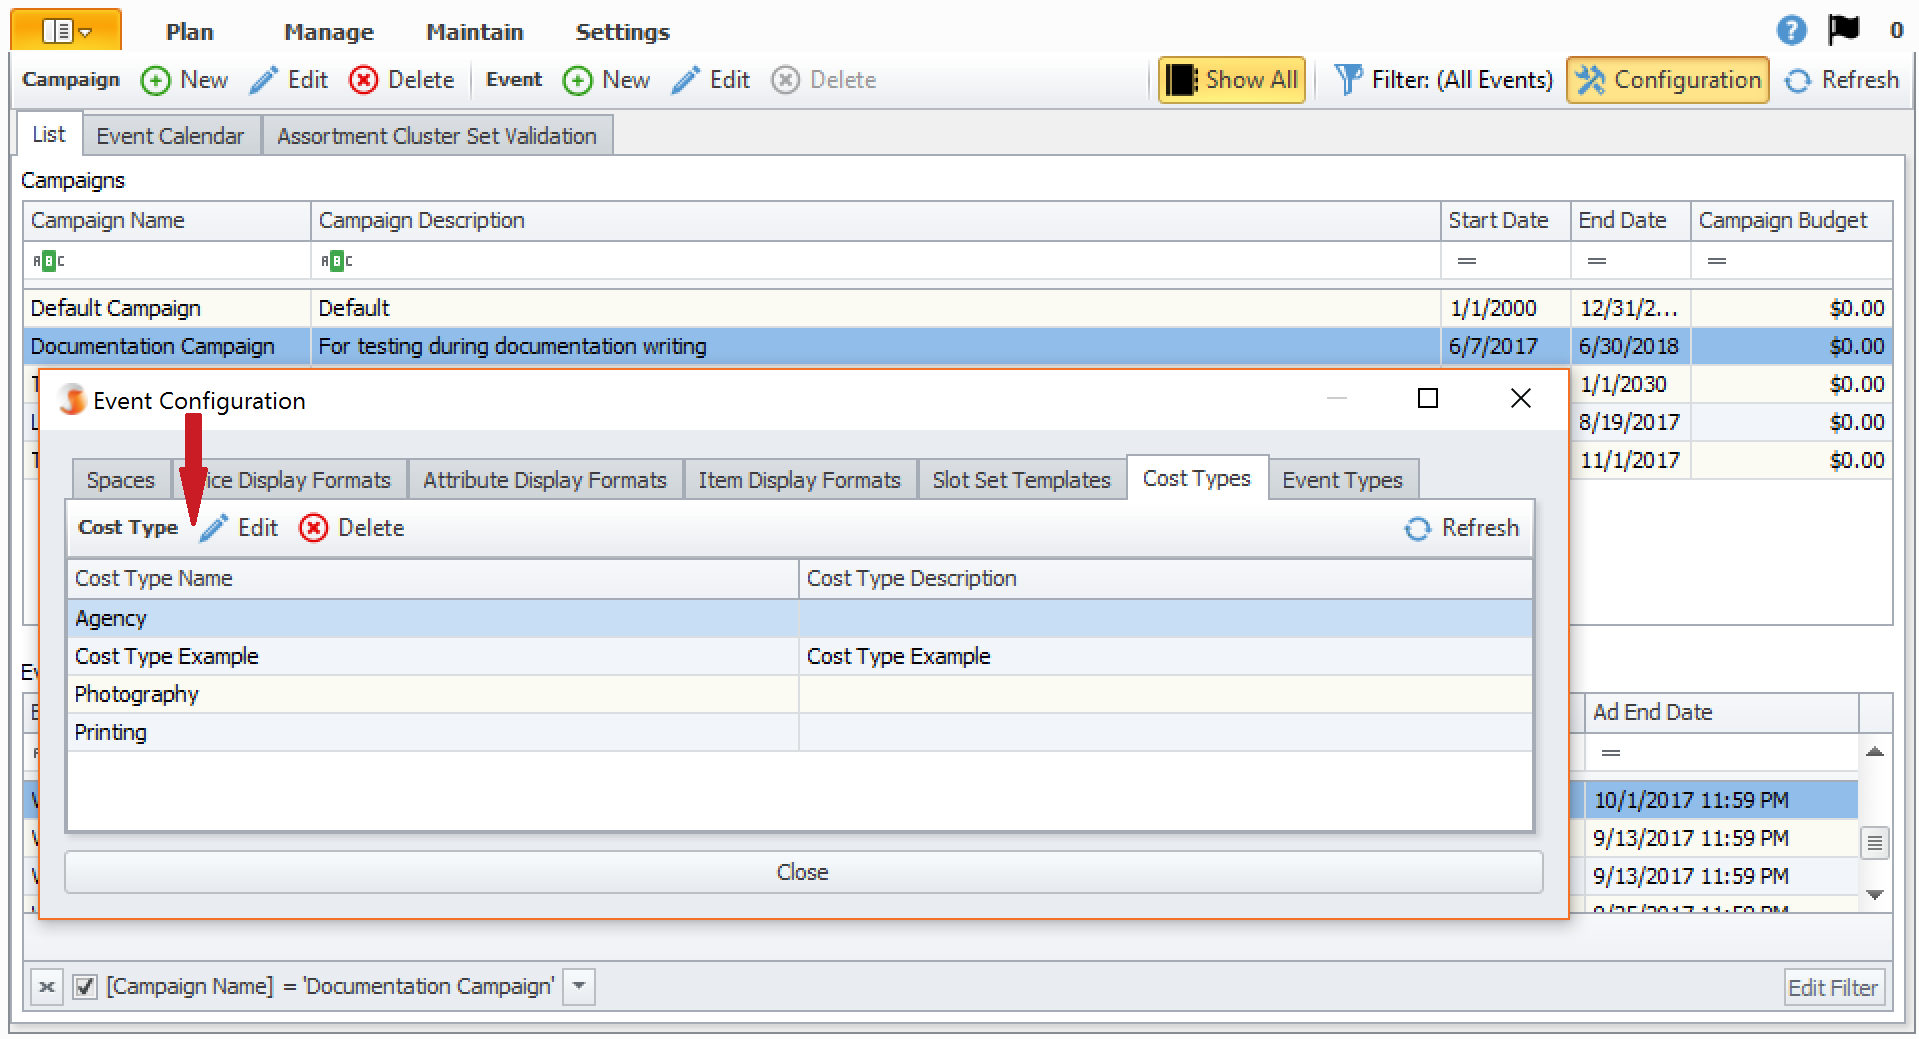 Plan Manage Maintain Settings 0
Campaign New Edit Delete Event New Edit Delete Show All Filter: (All Events) Configuration Refresh
List Event Calendar Assortment Cluster Set Validation
Campaigns
Campaign Name Campaign Description Start Date End Date Campaign Budget
ABC ABC = = =
Default Campaign Default 1/1/2000 12/31/2... $0.00
Documentation Campaign For testing during documentation writing 6/7/2017 6/30/2018 $0.00
1/1/2030 $0.00
8/19/2017 $0.00
11/1/2017 $0.00
Event Configuration
Spaces Display Formats Attribute Display Formats Item Display Formats Slot Set Templates Cost Types Event Types
Cost Type Edit Delete Refresh
Cost Type Name Cost Type Description
Agency
Cost Type Example Cost Type Example
Photography
Printing
Close
Ad End Date
=
10/1/2017 11:59 PM
9/13/2017 11:59 PM
9/13/2017 11:59 PM
[Campaign Name] = 'Documentation Campaign' Edit Filter